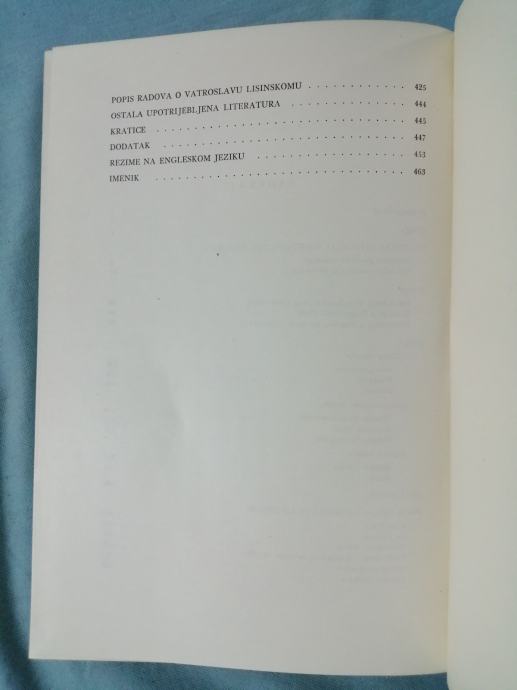 POPIS RADOVA O VATROSLAVU LISINSKOMU . . . . . . . . . . . . 425
OSTALA UPOTRIJEBLJENA LITERATURA . . . . . . . . . . . . . 444
KRATICE . . . . . . . . . . . . . . . . . . . . . . . . . . 445
DODATAK . . . . . . . . . . . . . . . . . . . . . . . . . 447
REZIME NA ENGLESKOM JEZIKU . . . . . . . . . . . . . . . . 453
IMENIK . . . . . . . . . . . . . . . . . . . . . . . . . . 463